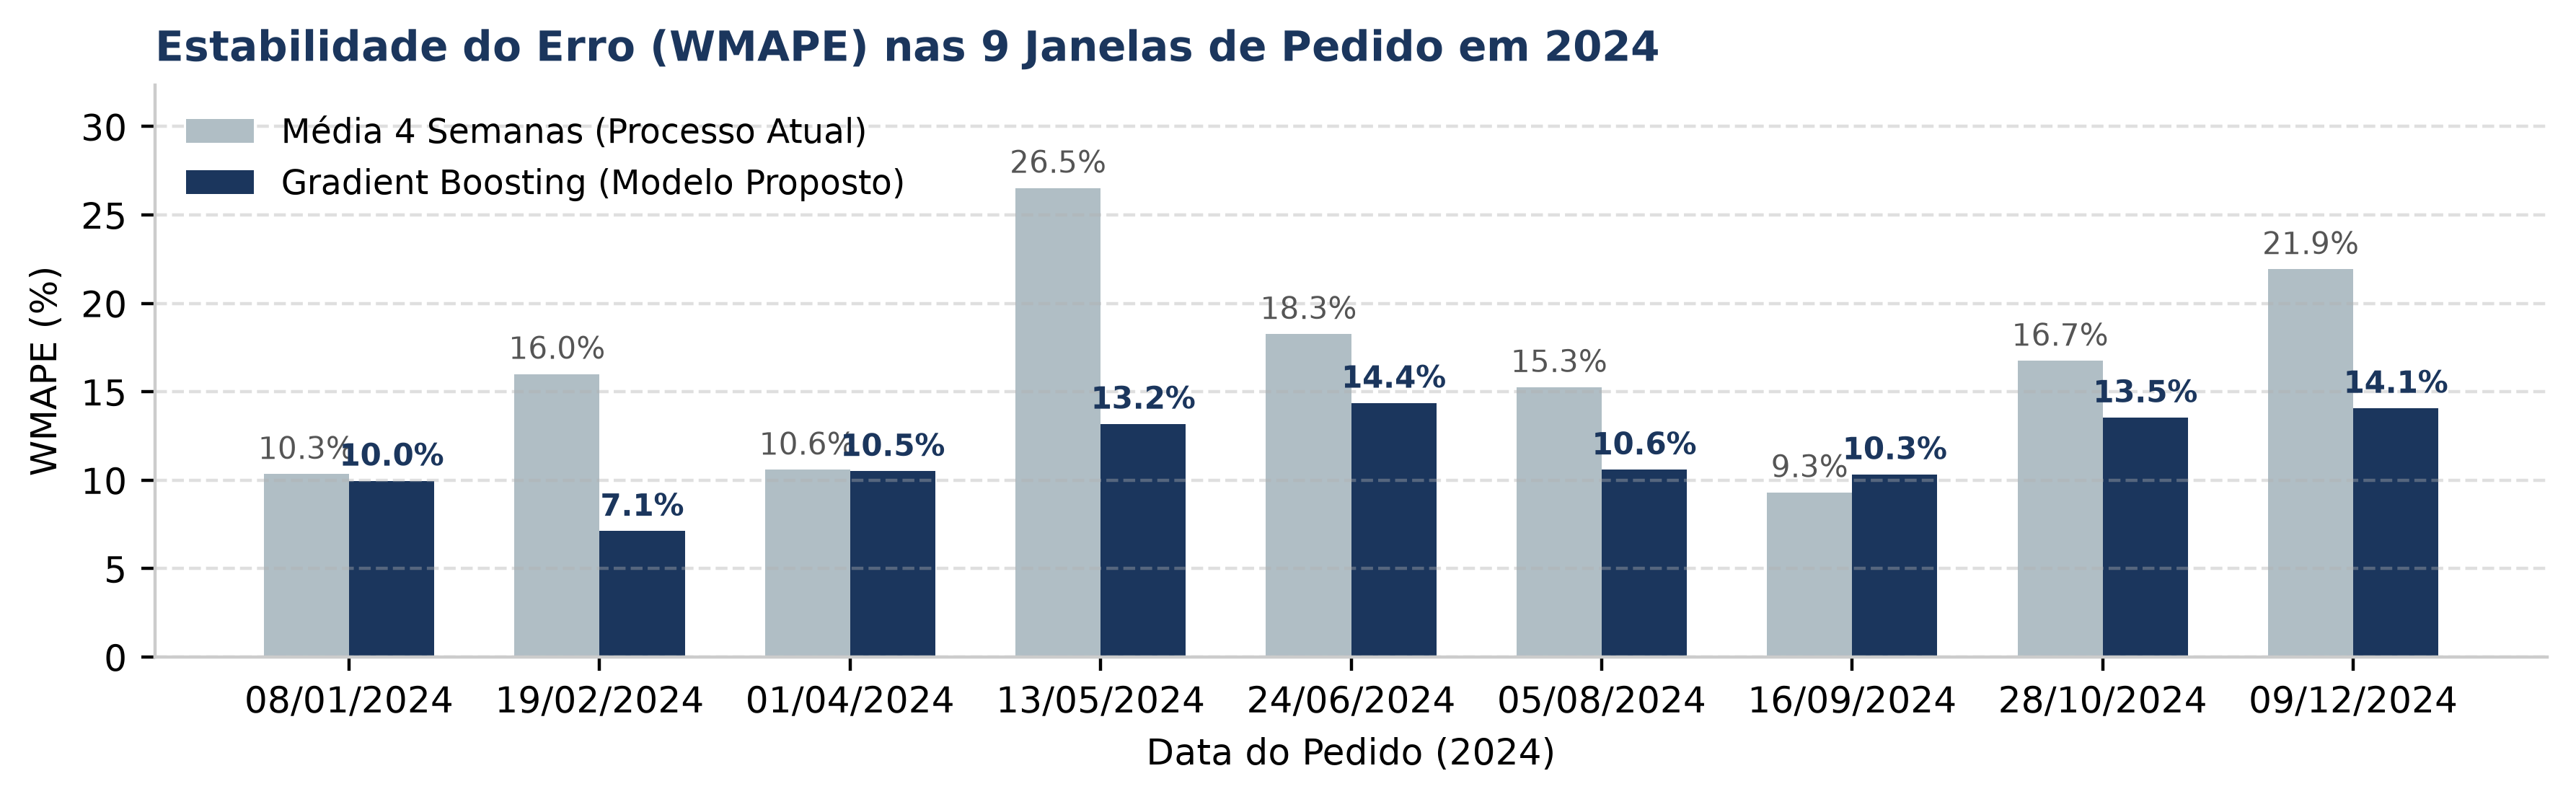 Estabilidade do Erro (WMAPE) nas 9 Janelas de Pedido em 2024
Média 4 Semanas (Processo Atual)
Gradient Boosting (Modelo Proposto)
WMAPE (%)
30
25
20
15
10
5
0
10.3% 10.0%
16.0% 7.1%
10.6% 10.5%
26.5% 13.2%
18.3% 14.4%
15.3% 10.6%
9.3% 10.3%
16.7% 13.5%
21.9% 14.1%
08/01/2024 19/02/2024 01/04/2024 13/05/2024 24/06/2024 05/08/2024 16/09/2024 28/10/2024 09/12/2024
Data do Pedido (2024)